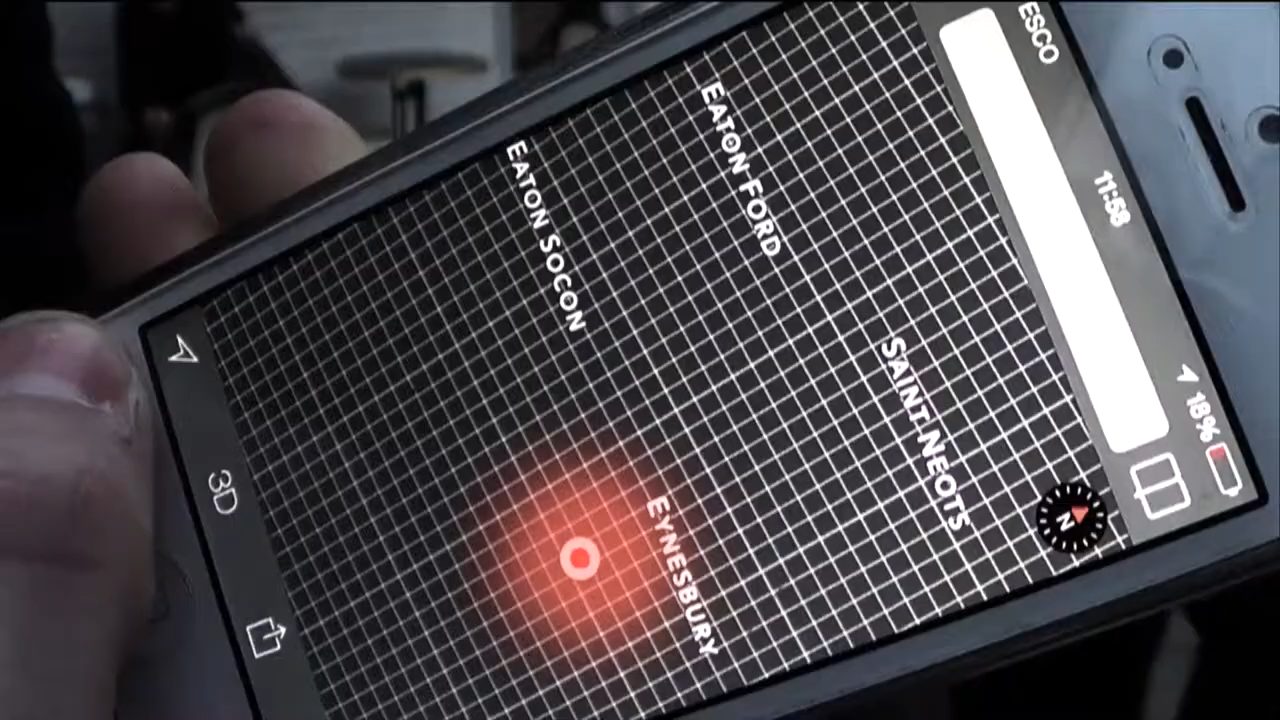 ESCO
11:58
18%
EATON FORD
EATON SOCON
SAINT NEOTS
EYNESBURY
N
3D